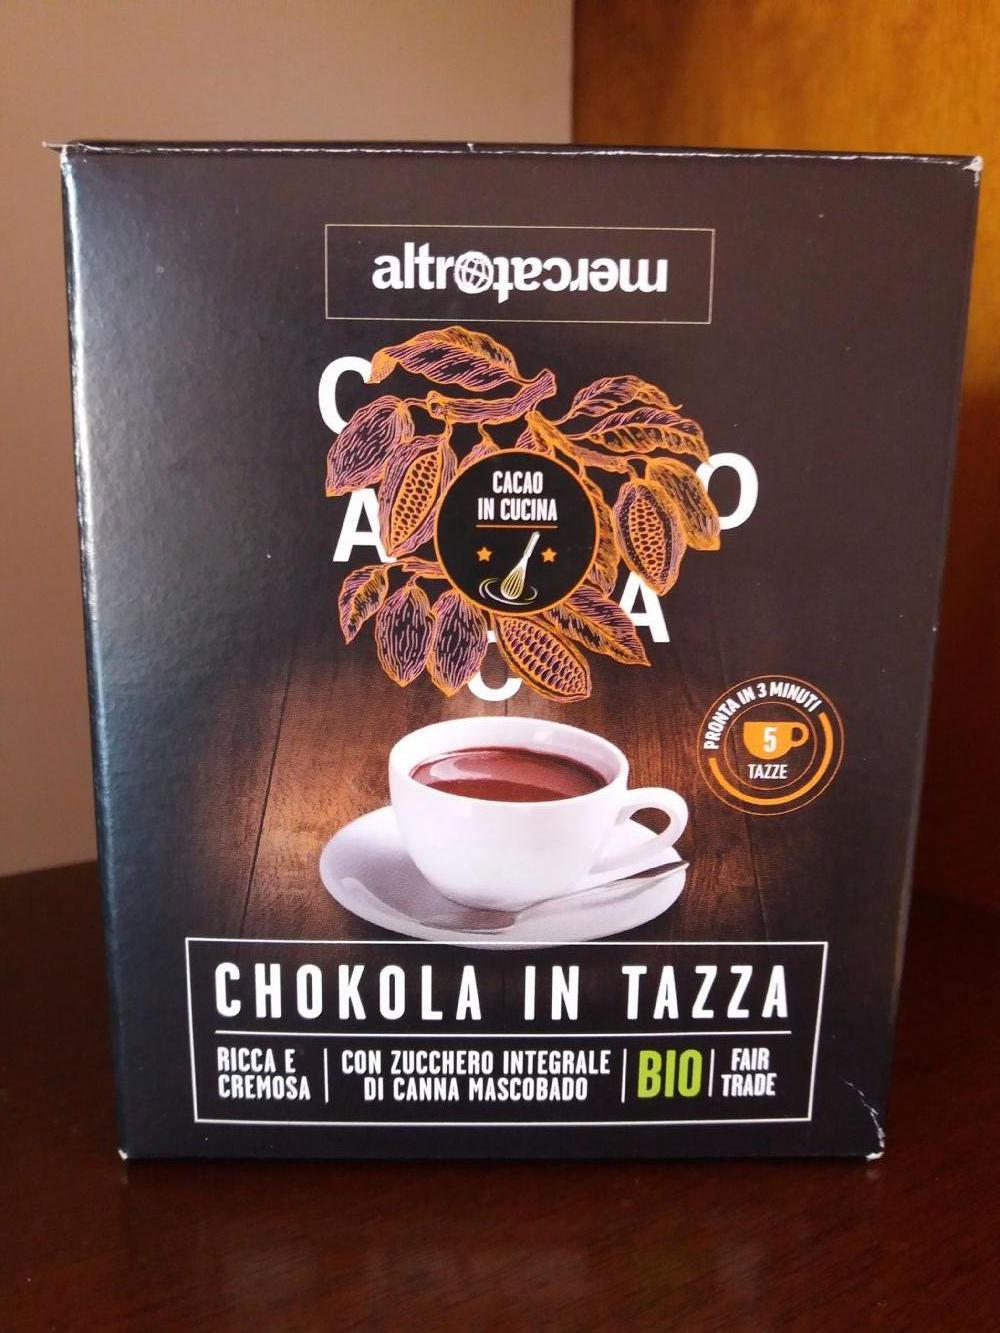 altromercato
CACAO
CACAO
IN CUCINA
PRONTA IN 3 MINUTI
5
TAZZE
CHOKOLA IN TAZZA
RICCA E
CREMOSA
CON ZUCCHERO INTEGRALE
DI CANNA MASCOBADO
BIO
FAIR
TRADE